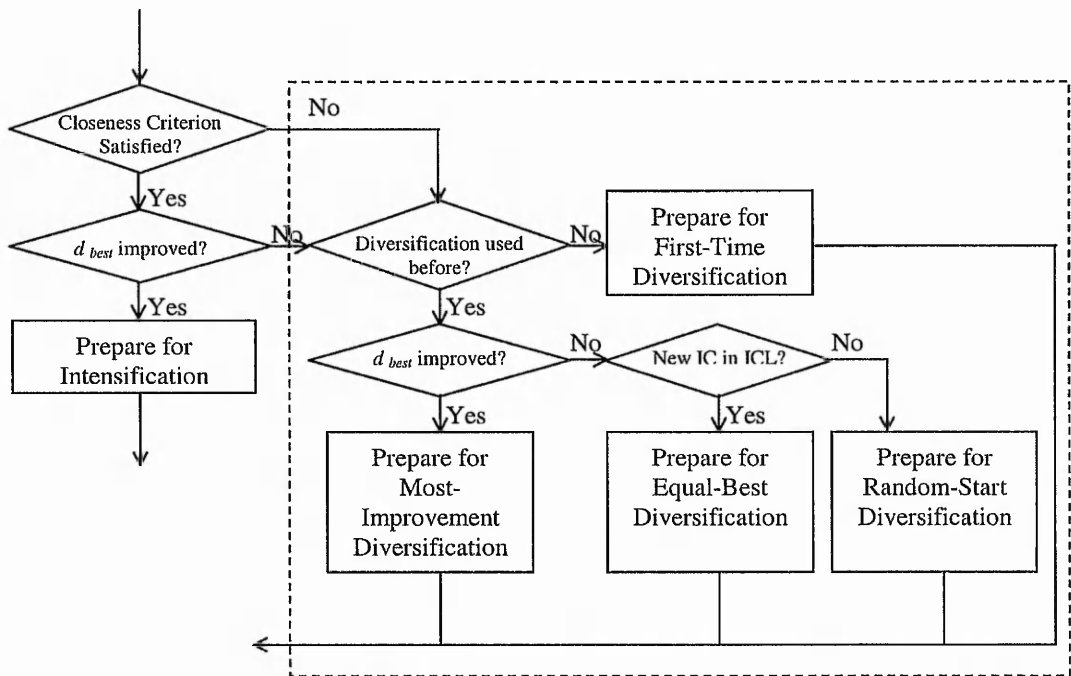 No
Closeness Criterion
Satisfied?
Yes
d best improved?
No
Diversification used
before?
No
Prepare for
First-Time
Diversification
Yes
Prepare for
Intensification
Yes
d best improved?
No
New IC in ICL?
No
Yes
Yes
Prepare for
Most-
Improvement
Diversification
Prepare for
Equal-Best
Diversification
Prepare for
Random-Start
Diversification